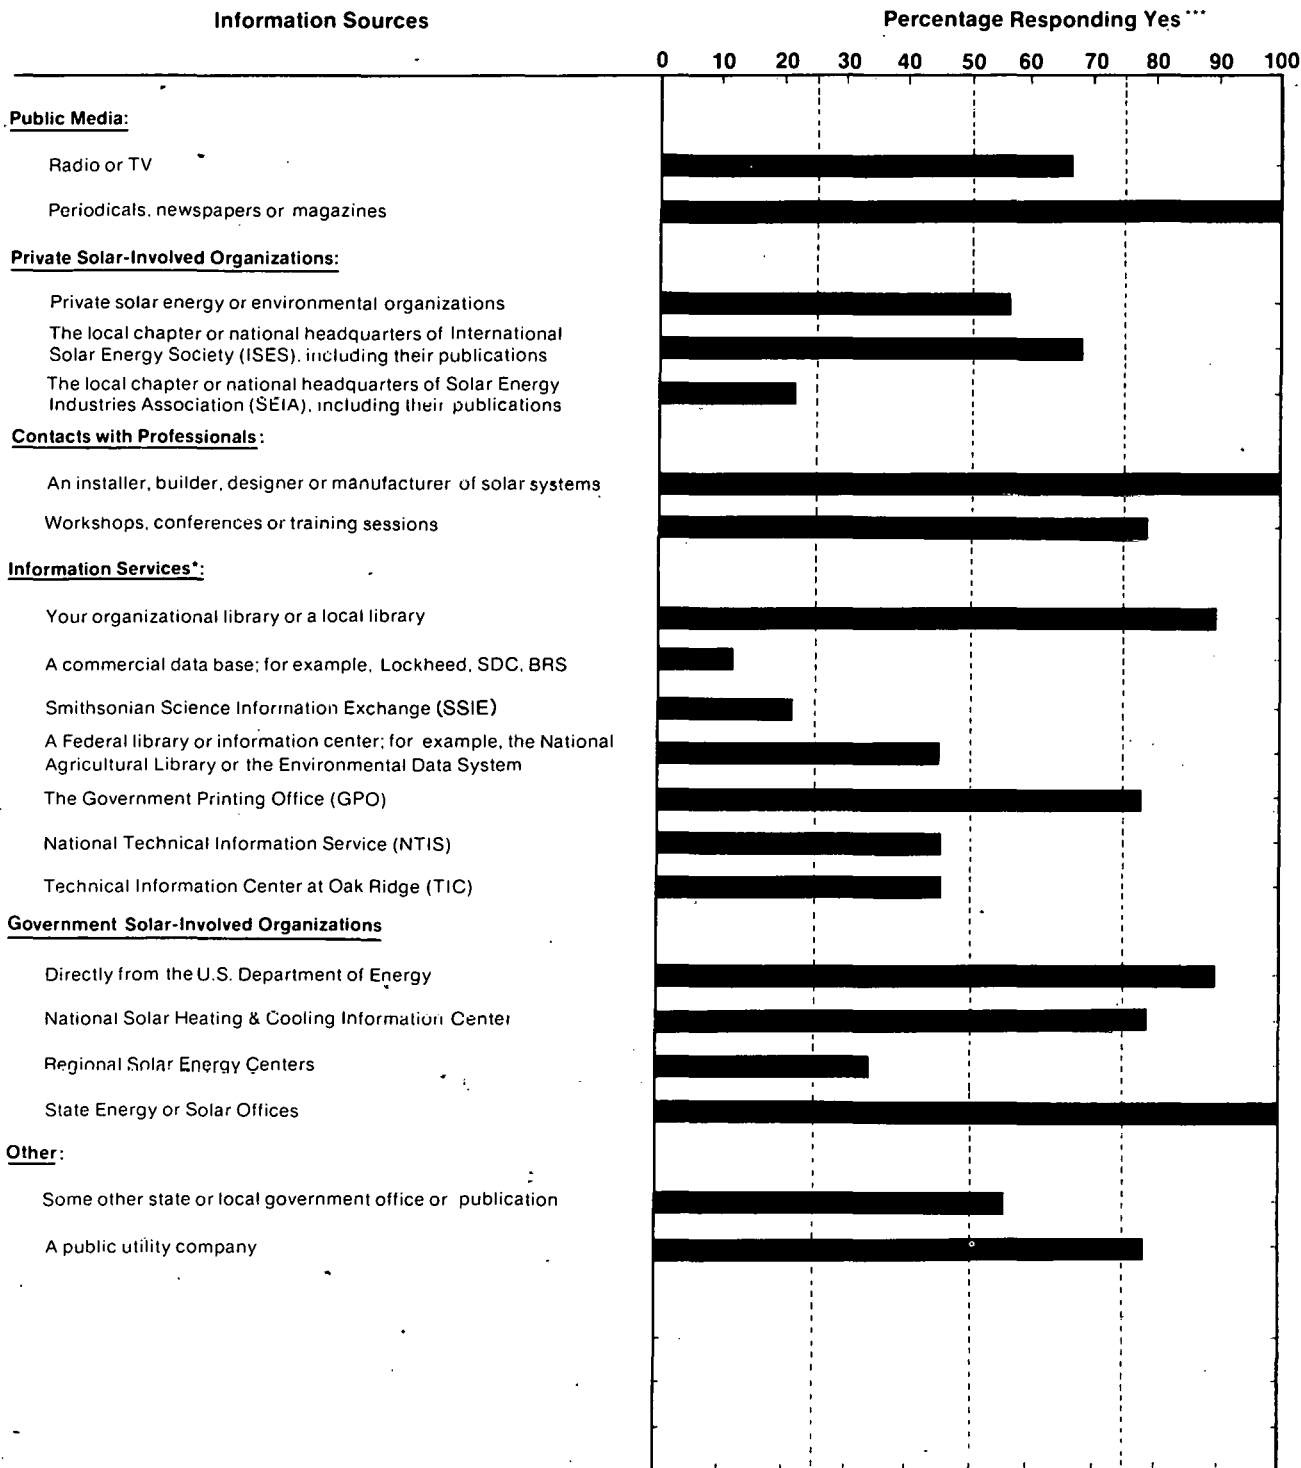 Information Sources
Percentage Responding Yes ***
0 10 20 30 40 50 60 70 80 90 100
Public Media:
Radio or TV
Periodicals, newspapers or magazines
Private Solar-Involved Organizations:
Private solar energy or environmental organizations
The local chapter or national headquarters of International
Solar Energy Society (ISES), including their publications
The local chapter or national headquarters of Solar Energy
Industries Association (SEIA), including their publications
Contacts with Professionals:
An installer, builder, designer or manufacturer of solar systems
Workshops, conferences or training sessions
Information Services*:
Your organizational library or a local library
A commercial data base; for example, Lockheed, SDC, BRS
Smithsonian Science Information Exchange (SSIE)
A Federal library or information center; for example, the National
Agricultural Library or the Environmental Data System
The Government Printing Office (GPO)
National Technical Information Service (NTIS)
Technical Information Center at Oak Ridge (TIC)
Government Solar-Involved Organizations
Directly from the U.S. Department of Energy
National Solar Heating & Cooling Information Center
Regional Solar Energy Centers
State Energy or Solar Offices
Other:
Some other state or local government office or publication
A public utility company